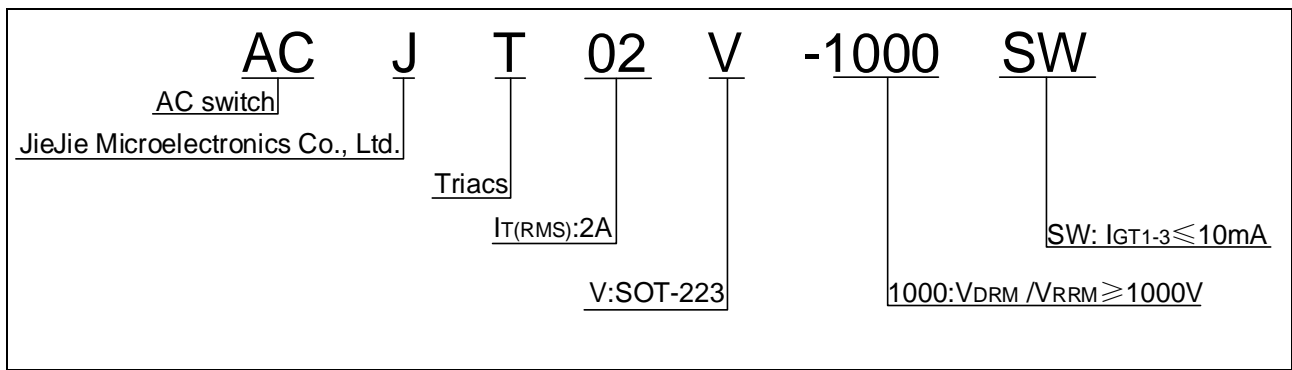 AC J T 02 V -1000 SW
AC switch
JieJie Microelectronics Co., Ltd.
Triacs
IT(RMS):2A
SW: IGT1-3≤10mA
V:SOT-223
1000:VDRM /VRRM≥1000V